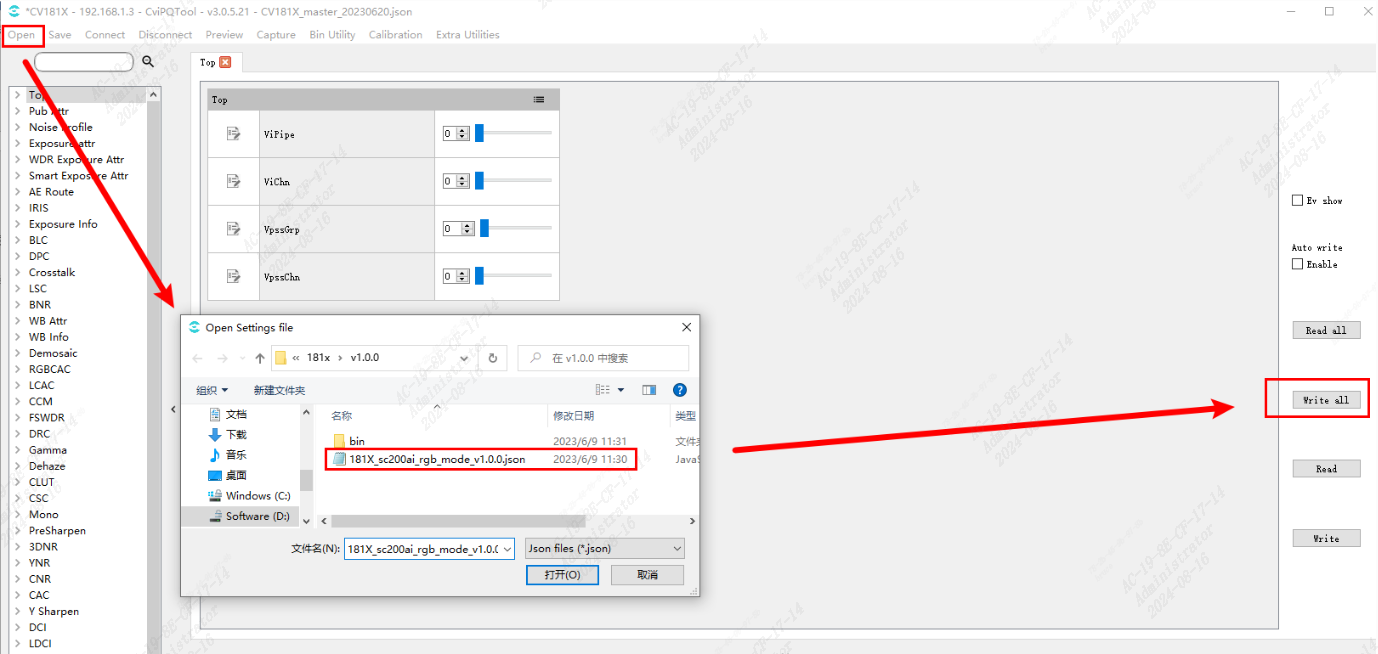 *CV181X - 192.168.1.3 - CviPQTool - v3.0.5.21 - CV181X_master_20230620.json
Open Save Connect Disconnect Preview Capture Bin Utility Calibration Extra Utilities
Top
Top
Pub Attr
Noise Profile
Exposure attr
WDR Exposure Attr
Smart Exposure Attr
AE Route
IRIS
Exposure Info
BLC
DPC
Crosstalk
LSC
BNR
WB Attr
WB Info
Demosaic
RGBCAC
LCAC
CCM
FSWDR
DRC
Gamma
Dehaze
CLUT
CSC
Mono
PreSharpen
3DNR
YNR
CNR
CAC
Y Sharpen
DCI
LDCI
Top
ViPipe 0
ViChn 0
VpssGrp 0
VpssChn 0
Open Settings file
« 181x › v1.0.0
在 v1.0.0 中搜索
组织 新建文件夹
文档
下载
音乐
桌面
Windows (C:)
Software (D:)
名称 修改日期 类型
bin 2023/6/9 11:31
181X_sc200ai_rgb_mode_v1.0.0.json 2023/6/9 11:30
文件名(N): 181X_sc200ai_rgb_mode_v1.0.( Json files (*.json)
打开(O) 取消
Ev show
Auto write
Enable
Read all
Write all
Read
Write
AC-19-8E-CF-17-14
Administrator
2024-08-16